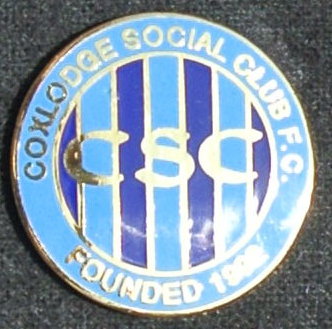 COXLODGE SOCIAL CLUB F.C.
CSC
FOUNDED